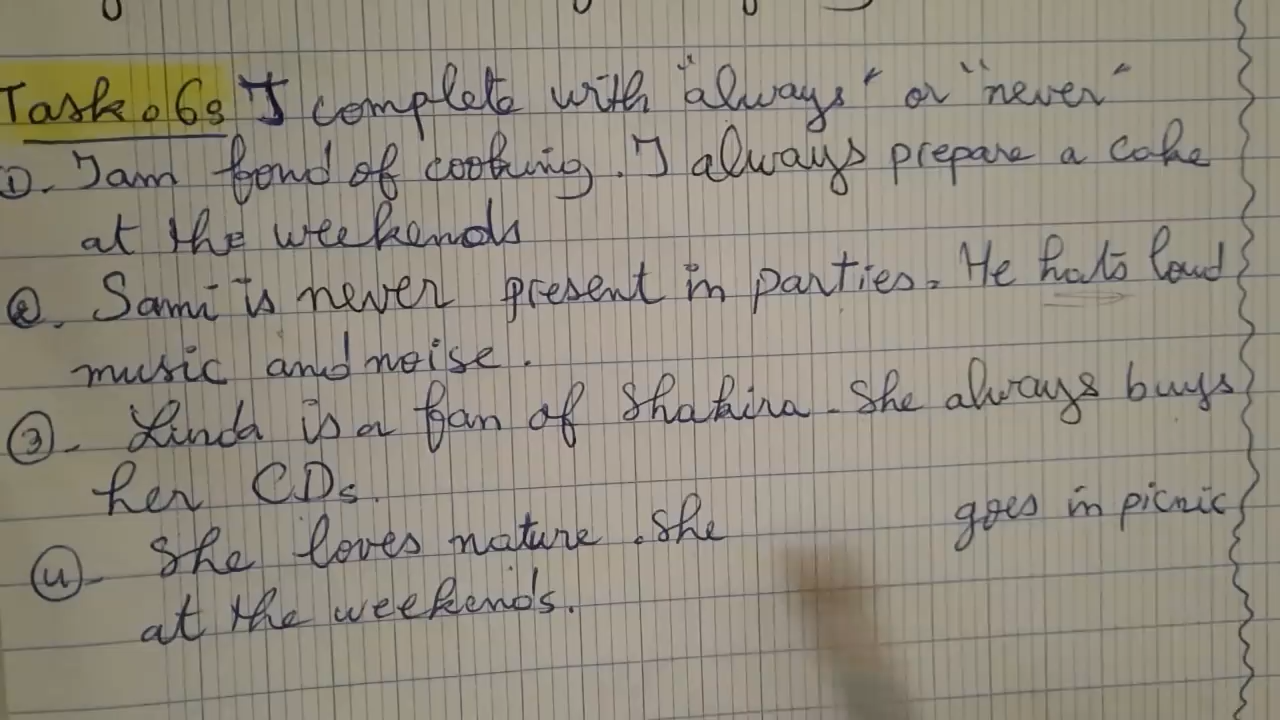 Task 06: I complete with "always" or "never"
1). I am fond of cooking. I always prepare a cake
at the weekends
2. Sami is never present in parties. He hats loud
music and noise.
3). Linda is a fan of Shakira. She always buys
her CDs.
4). She loves nature. She goes in picnic
at the weekends.